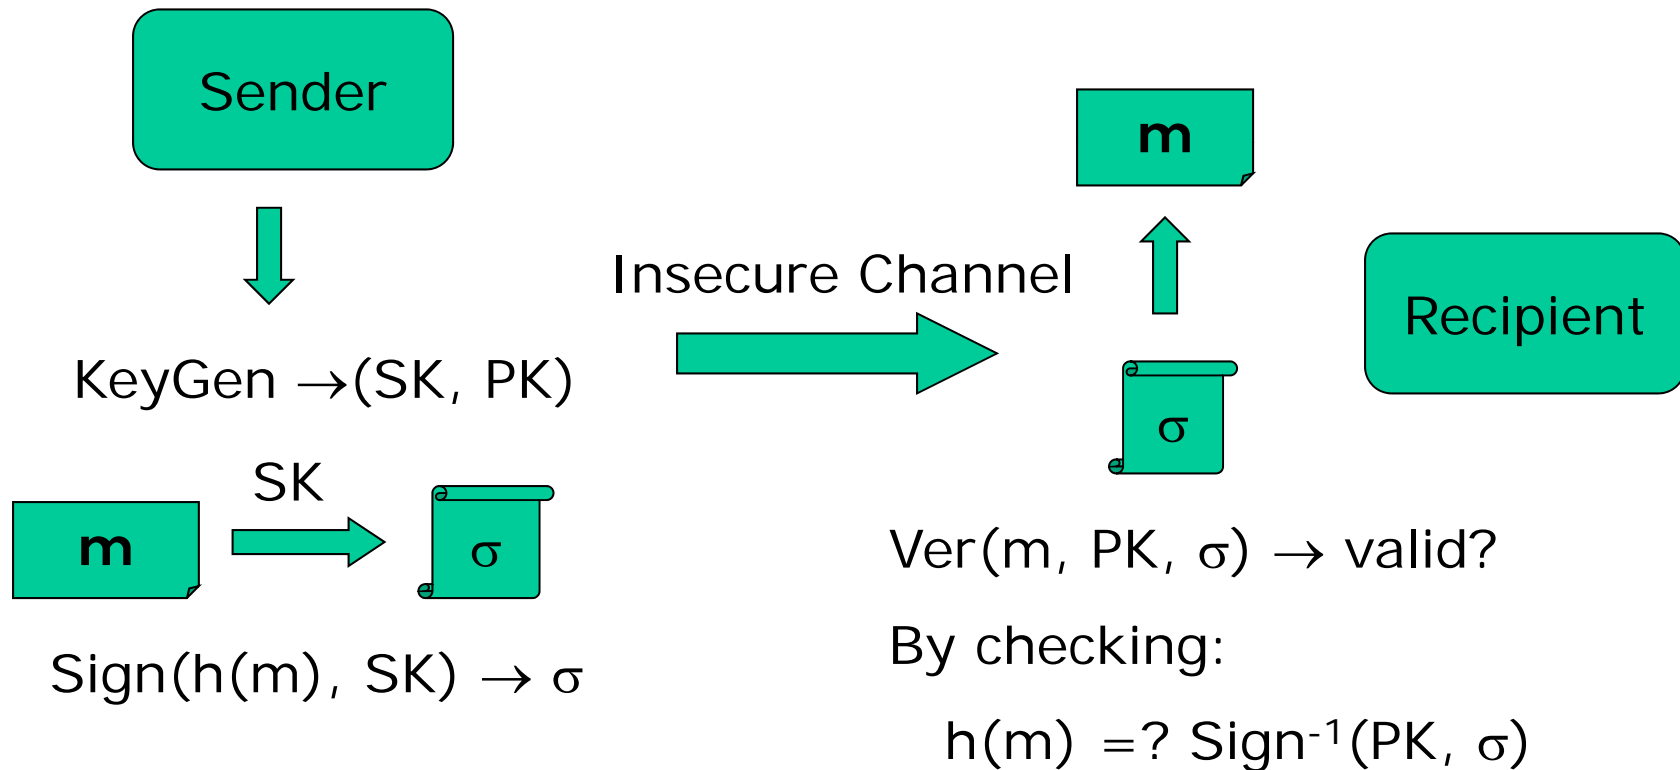 Sender
KeyGen →(SK, PK)
SK
m
σ
Sign(h(m), SK) → σ
Insecure Channel
m
σ
Recipient
Ver(m, PK, σ) → valid?
By checking:
h(m) =? Sign⁻¹(PK, σ)